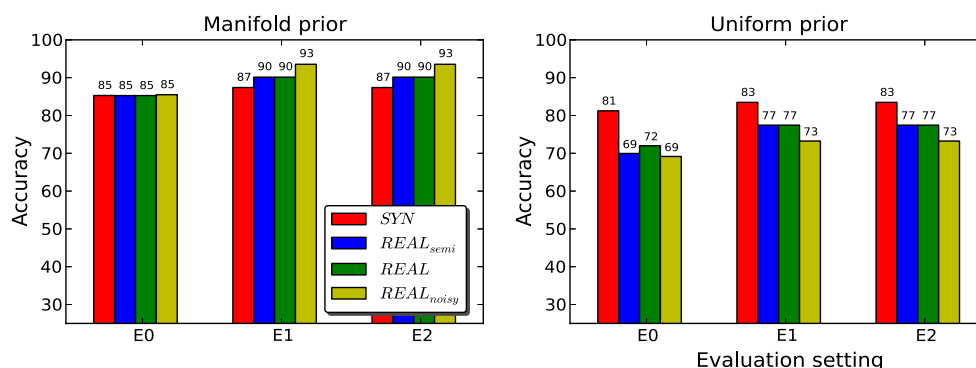 Manifold prior
Accuracy
100
90
80
70
60
50
40
30
85 85 85 85
87 90 90 93
87 90 90 93
E0 E1 E2
SYN
REAL_semi
REAL
REAL_noisy
Uniform prior
Accuracy
100
90
80
70
60
50
40
30
81 69 72 69
83 77 77 73
83 77 77 73
E0 E1 E2
Evaluation setting